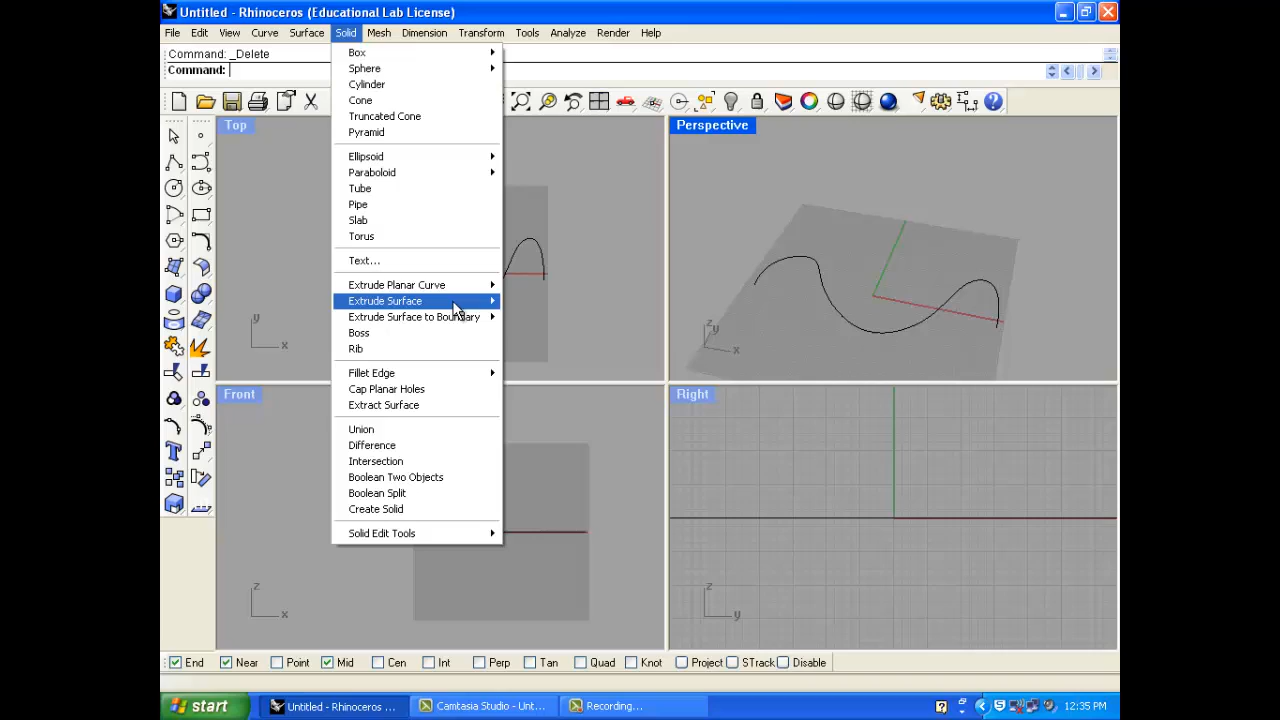 Untitled - Rhinoceros (Educational Lab License)
File Edit View Curve Surface Solid Mesh Dimension Transform Tools Analyze Render Help
Command: _Delete
Command:
Box
Sphere
Cylinder
Cone
Truncated Cone
Pyramid
Ellipsoid
Paraboloid
Tube
Pipe
Slab
Torus
Text...
Extrude Planar Curve
Extrude Surface
Extrude Surface to Boundary
Boss
Rib
Fillet Edge
Cap Planar Holes
Extract Surface
Union
Difference
Intersection
Boolean Two Objects
Boolean Split
Create Solid
Solid Edit Tools
Top
y
x
Perspective
z
y
x
Front
z
x
Right
z
y
End Near Point Mid Cen Int Perp Tan Quad Knot Project STrack Disable
start Untitled - Rhinoceros ... Camtasia Studio - Unt... Recording... 12:35 PM